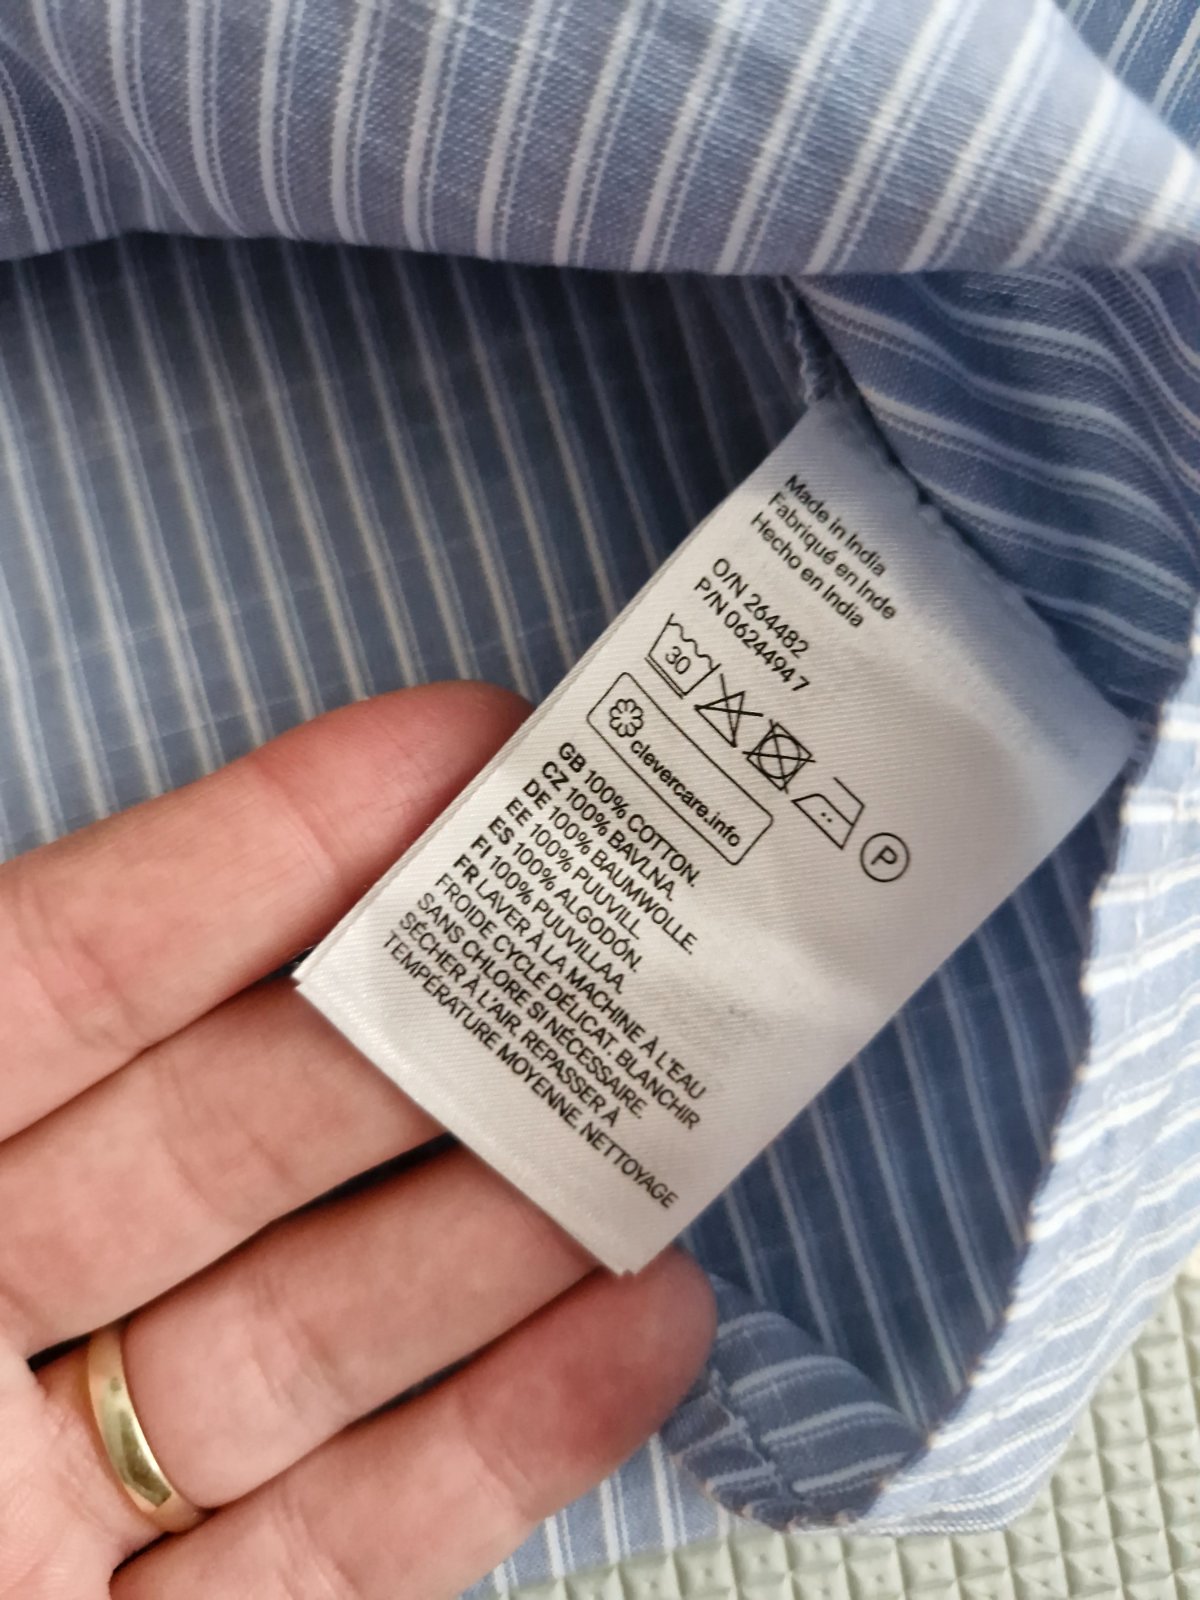 Made in India
Fabriqué en Inde
Hecho en India
O/N 264482
P/N 06244947
30
P
clevercare.info
GB 100% COTTON.
CZ 100% BAVLNA.
DE 100% BAUMWOLLE.
EE 100% PUUVILL.
ES 100% ALGODÓN.
FI 100% PUUVILLAA.
FR LAVER À LA MACHINE À L'EAU
FROIDE CYCLE DÉLICAT. BLANCHIR
SANS CHLORE SI NÉCESSAIRE.
SÉCHER À L'AIR. REPASSER À
TEMPÉRATURE MOYENNE. NETTOYAGE